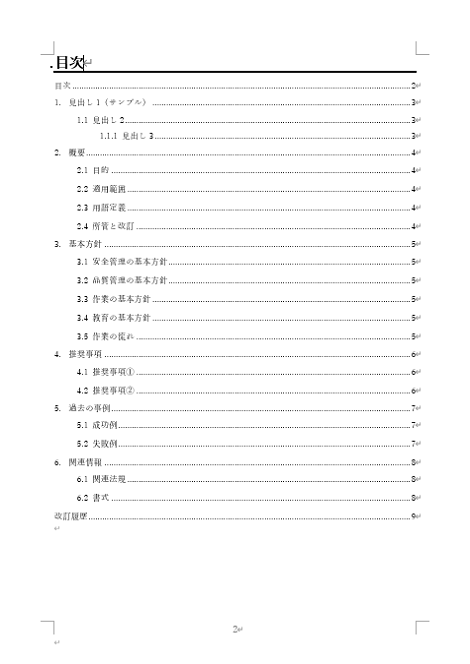 .目次
目次 2
1. 見出し1（サンプル） 3
1.1 見出し2 3
1.1.1 見出し3 3
2. 概要 4
2.1 目的 4
2.2 適用範囲 4
2.3 用語定義 4
2.4 所管と改訂 4
3. 基本方針 5
3.1 安全管理の基本方針 5
3.2 品質管理の基本方針 5
3.3 作業の基本方針 5
3.4 教育の基本方針 5
3.5 作業の流れ 5
4. 推奨事項 6
4.1 推奨事項① 6
4.2 推奨事項② 6
5. 過去の事例 7
5.1 成功例 7
5.2 失敗例 7
6. 関連情報 8
6.1 関連法規 8
6.2 書式 8
改訂履歴 9
2